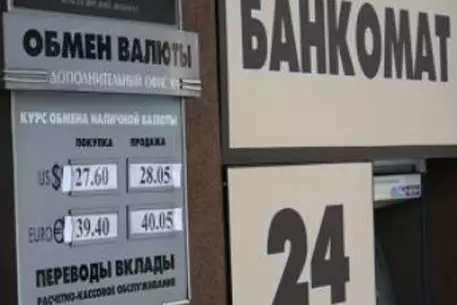 ОБМЕН ВАЛЮТЫ
ДОПОЛНИТЕЛЬНЫЙ ОФИС
КУРС ОБМЕНА НАЛИЧНОЙ ВАЛЮТЫ
ПОКУПКА ПРОДАЖА
US$ 27.60 28.05
EURO€ 39.40 40.05
ПЕРЕВОДЫ ВКЛАДЫ
РАСЧЕТНО-КАССОВОЕ ОБСЛУЖИВАНИЕ
БАНКОМАТ
24